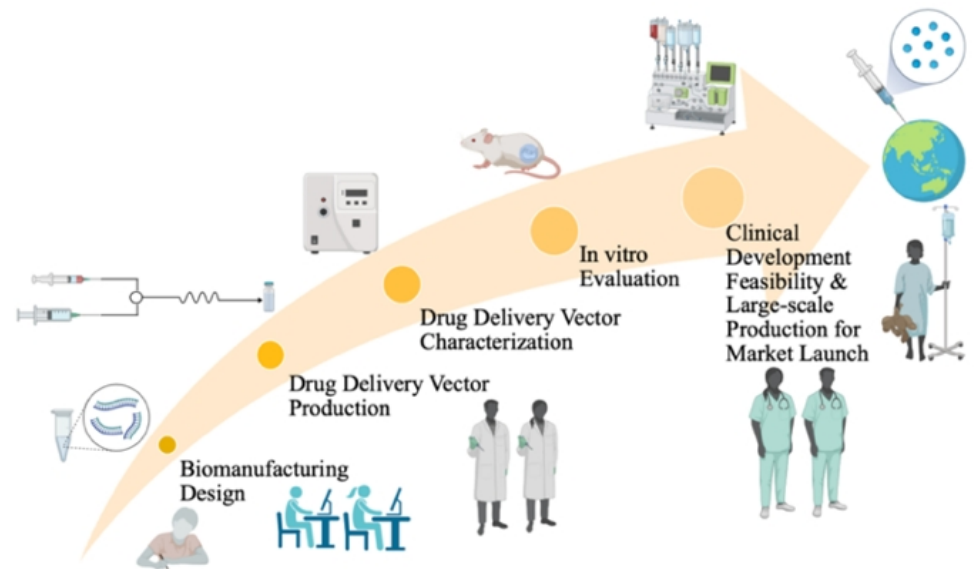 Biomanufacturing
Design
Drug Delivery Vector
Production
Drug Delivery Vector
Characterization
In vitro
Evaluation
Clinical
Development
Feasibility &
Large-scale
Production for
Market Launch